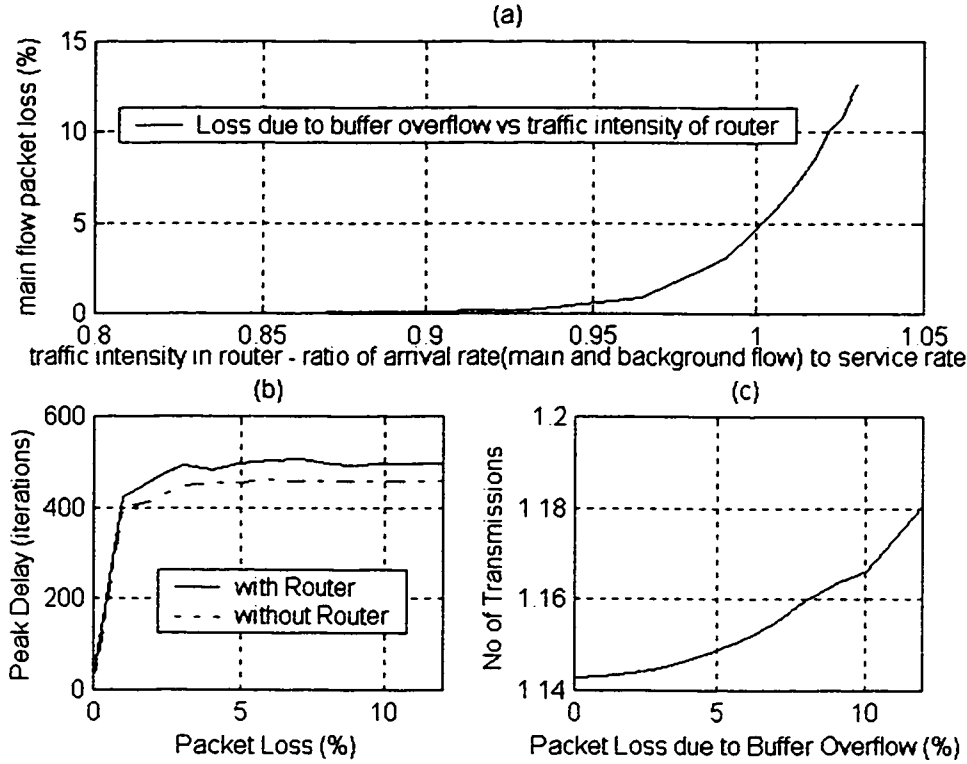 (a)
15
10
5
0
main flow packet loss (%)
Loss due to buffer overflow vs traffic intensity of router
0.8 0.85 0.9 0.95 1 1.05
traffic intensity in router - ratio of arrival rate(main and background flow) to service rate
(b)
600
400
200
0
Peak Delay (iterations)
with Router
without Router
0 5 10
Packet Loss (%)
(c)
1.2
1.18
1.16
1.14
No of Transmissions
0 5 10
Packet Loss due to Buffer Overflow (%)